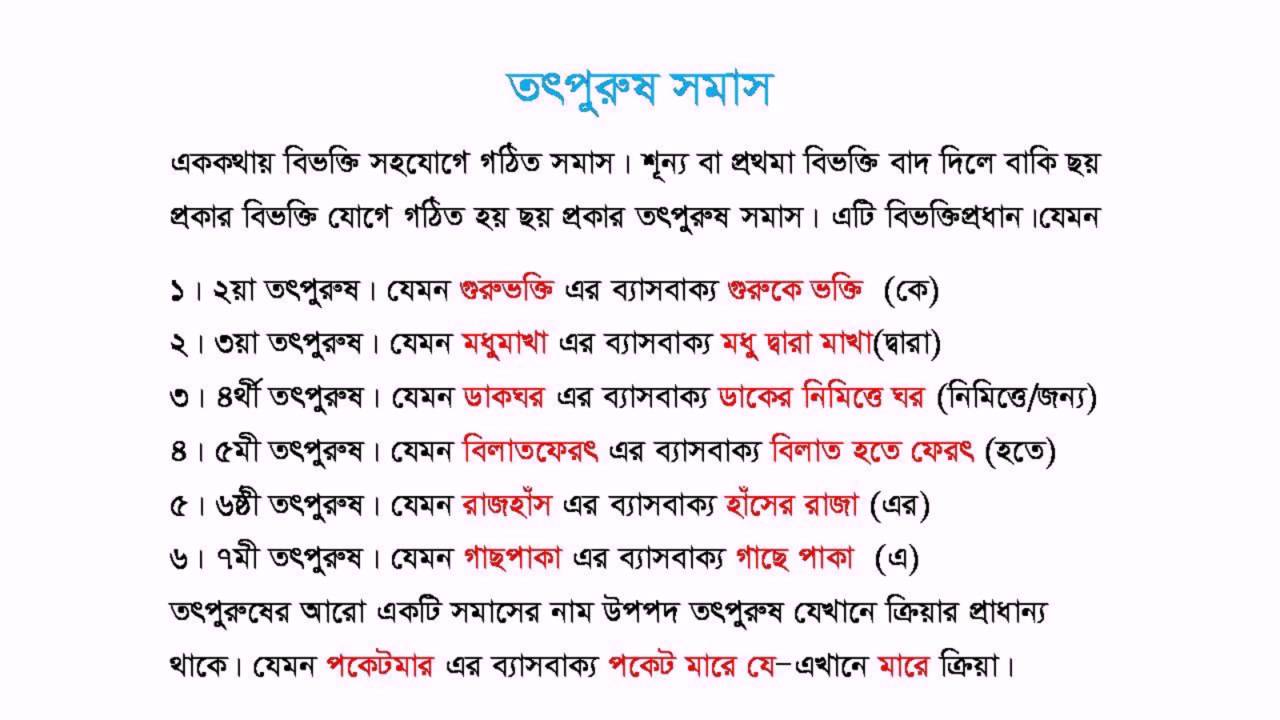 তৎপুরুষ সমাস
এককথায় বিভক্তি সহযোগে গঠিত সমাস। শূন্য বা প্রথমা বিভক্তি বাদ দিলে বাকি ছয়
প্রকার বিভক্তি যোগে গঠিত হয় ছয় প্রকার তৎপুরুষ সমাস। এটি বিভক্তিপ্রধান।যেমন
১। ২য়া তৎপুরুষ। যেমন গুরুভক্তি এর ব্যাসবাক্য গুরুকে ভক্তি (কে)
২। ৩য়া তৎপুরুষ। যেমন মধুমাখা এর ব্যাসবাক্য মধু দ্বারা মাখা(দ্বারা)
৩। ৪র্থী তৎপুরুষ। যেমন ডাকঘর এর ব্যাসবাক্য ডাকের নিমিত্তে ঘর (নিমিত্তে/জন্য)
৪। ৫মী তৎপুরুষ। যেমন বিলাতফেরৎ এর ব্যাসবাক্য বিলাত হতে ফেরৎ (হতে)
৫। ৬ষ্ঠী তৎপুরুষ। যেমন রাজহাঁস এর ব্যাসবাক্য হাঁসের রাজা (এর)
৬। ৭মী তৎপুরুষ। যেমন গাছপাকা এর ব্যাসবাক্য গাছে পাকা (এ)
তৎপুরুষের আরো একটি সমাসের নাম উপপদ তৎপুরুষ যেখানে ক্রিয়ার প্রাধান্য
থাকে। যেমন পকেটমার এর ব্যাসবাক্য পকেট মারে যে–এখানে মারে ক্রিয়া।